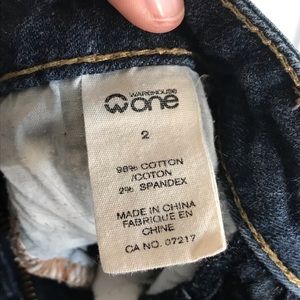 WAREHOUSE
one
2
98% COTTON
/COTON
2% SPANDEX
MADE IN CHINA
FABRIQUE EN
CHINE
CA NO. 07217